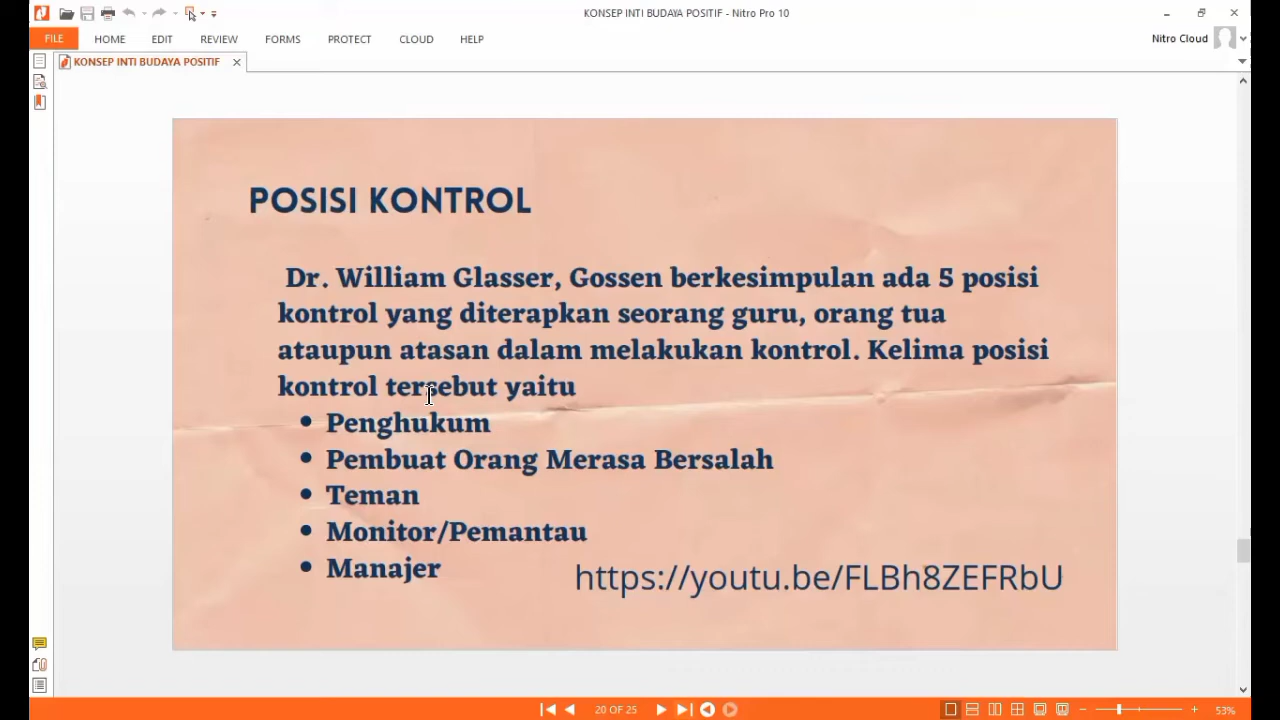 KONSEP INTI BUDAYA POSITIF - Nitro Pro 10
FILE HOME EDIT REVIEW FORMS PROTECT CLOUD HELP
Nitro Cloud
KONSEP INTI BUDAYA POSITIF
POSISI KONTROL
Dr. William Glasser, Gossen berkesimpulan ada 5 posisi
kontrol yang diterapkan seorang guru, orang tua
ataupun atasan dalam melakukan kontrol. Kelima posisi
kontrol tersebut yaitu
• Penghukum
• Pembuat Orang Merasa Bersalah
• Teman
• Monitor/Pemantau
• Manajer
https://youtu.be/FLBh8ZEFRbU
20 OF 25
53%